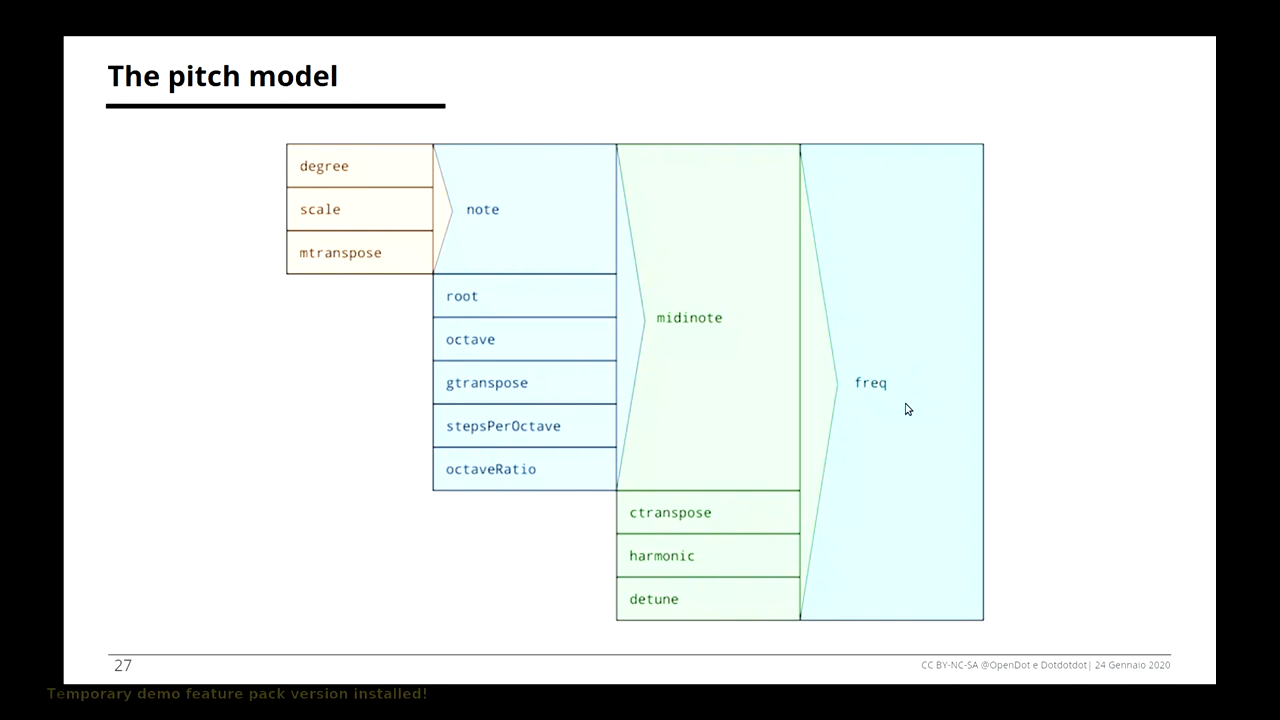 The pitch model
degree
scale
mtranspose
note
root
octave
gtranspose
stepsPerOctave
octaveRatio
midinote
ctranspose
harmonic
detune
freq
27
CC BY-NC-SA @OpenDot e Dotdotdot| 24 Gennaio 2020
Temporary demo feature pack version installed!